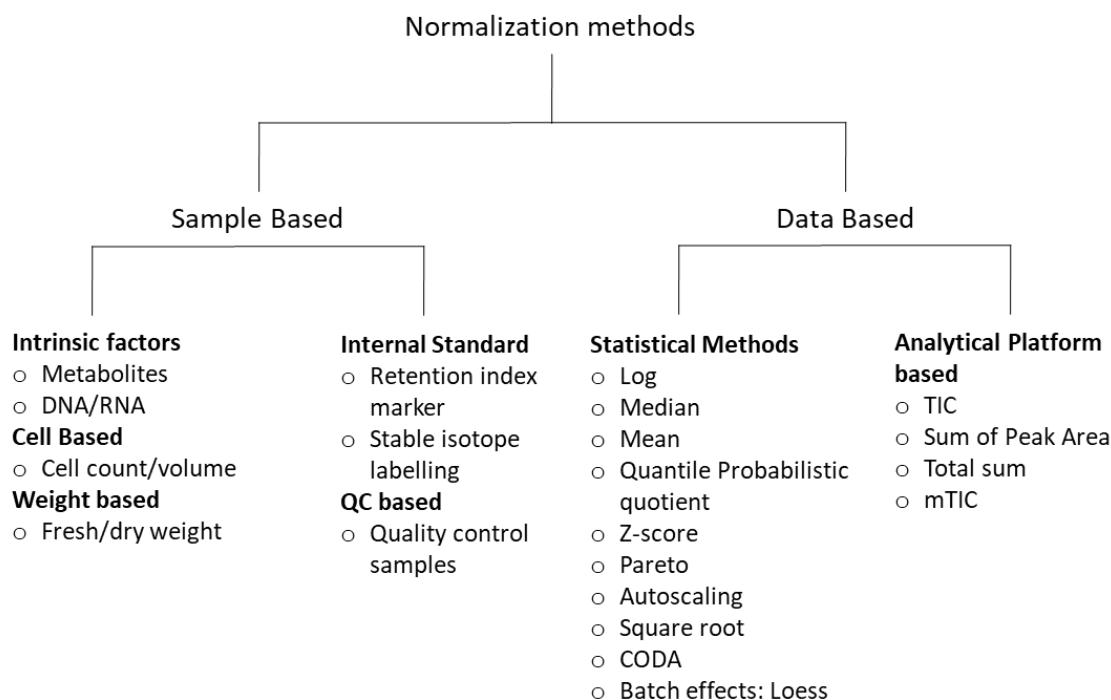 Normalization methods
Sample Based
Data Based
Intrinsic factors
○ Metabolites
○ DNA/RNA
Cell Based
○ Cell count/volume
Weight based
○ Fresh/dry weight
Internal Standard
○ Retention index
marker
○ Stable isotope
labelling
QC based
○ Quality control
samples
Statistical Methods
○ Log
○ Median
○ Mean
○ Quantile Probabilistic
quotient
○ Z-score
○ Pareto
○ Autoscaling
○ Square root
○ CODA
○ Batch effects: Loess
Analytical Platform
based
○ TIC
○ Sum of Peak Area
○ Total sum
○ mTIC